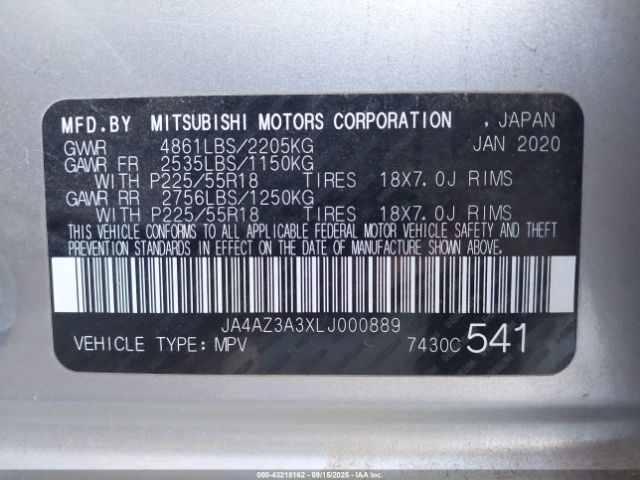 MFD.BY MITSUBISHI MOTORS CORPORATION , JAPAN
GVWR 4861LBS/2205KG JAN 2020
GAWR FR 2535LBS/1150KG
WITH P225/55R18 TIRES 18X7.0J RIMS
GAWR RR 2756LBS/1250KG
WITH P225/55R18 TIRES 18X7.0J RIMS
THIS VEHICLE CONFORMS TO ALL APPLICABLE FEDERAL MOTOR VEHICLE SAFETY AND THEFT
PREVENTION STANDARDS IN EFFECT ON THE DATE OF MANUFACTURE SHOWN ABOVE.
JA4AZ3A3XLJ000889
VEHICLE TYPE: MPV 7430C 541
000-43218162 - 09/15/2025 - IAA Inc.